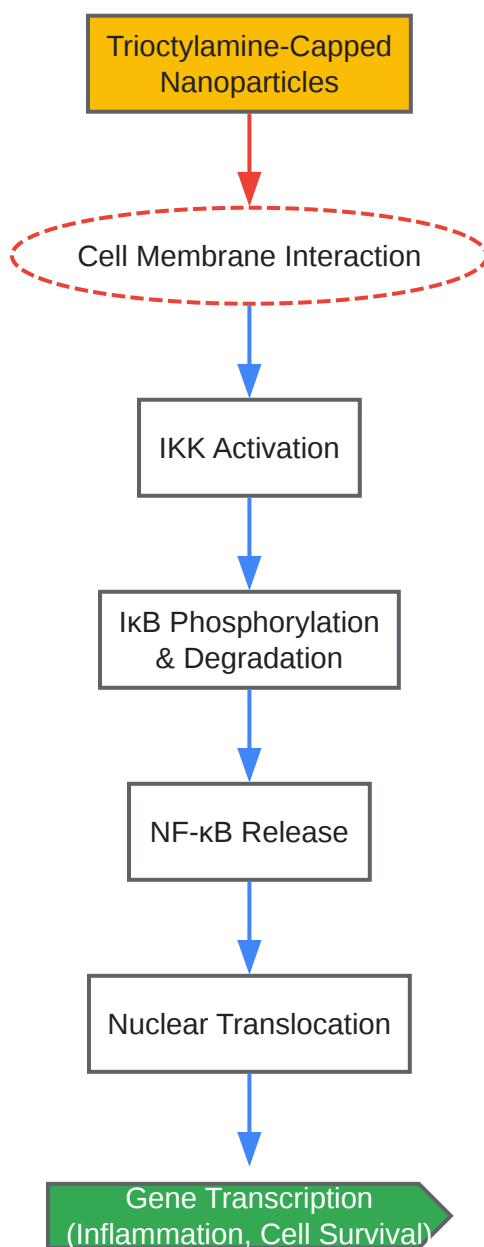 Trioctylamine-Capped
Nanoparticles
Cell Membrane Interaction
IKK Activation
IκB Phosphorylation
& Degradation
NF-κB Release
Nuclear Translocation
Gene Transcription
(Inflammation, Cell Survival)